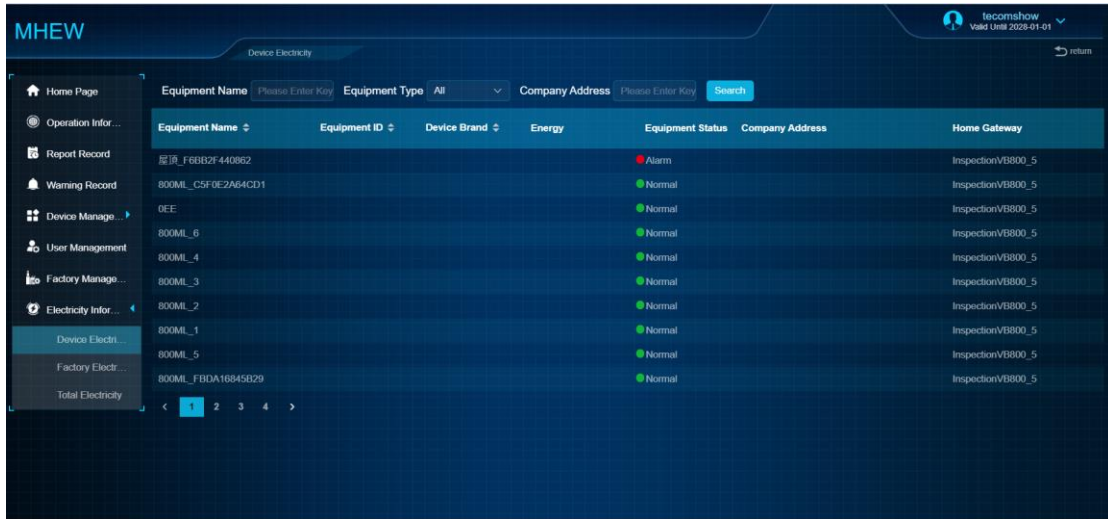 MHEW
tecomshow
Valid Until 2028-01-01
Device Electricity
return
Home Page
Operation Infor...
Report Record
Warning Record
Device Manage...
User Management
Factory Manage...
Electricity Infor...
Device Electri...
Factory Electr...
Total Electricity
Equipment Name Please Enter Key Equipment Type All Company Address Please Enter Key Search
Equipment Name Equipment ID Device Brand Energy Equipment Status Company Address Home Gateway
屋顶_F6BB2F440862 Alarm InspectionVB800_5
800ML_C5F0E2A64CD1 Normal InspectionVB800_5
0EE Normal InspectionVB800_5
800ML_6 Normal InspectionVB800_5
800ML_4 Normal InspectionVB800_5
800ML_3 Normal InspectionVB800_5
800ML_2 Normal InspectionVB800_5
800ML_1 Normal InspectionVB800_5
800ML_5 Normal InspectionVB800_5
800ML_FBDA16845B29 Normal InspectionVB800_5
< 1 2 3 4 >